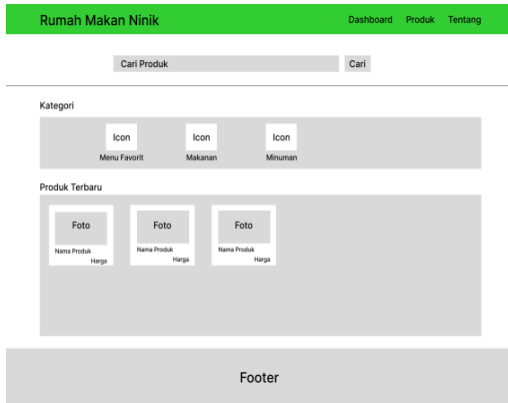 Rumah Makan Ninik Dashboard Produk Tentang
Cari Produk Cari
Kategori
Icon Icon Icon
Menu Favorit Makanan Minuman
Produk Terbaru
Foto Foto Foto
Nama Produk Nama Produk Nama Produk
Harga Harga Harga
Footer